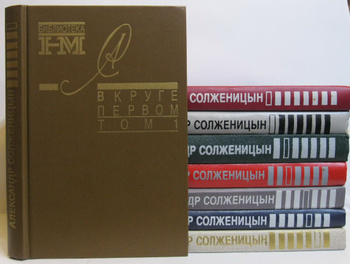 БИБЛИОТЕКА
НМ
А
В КРУГЕ
ПЕРВОМ
ТОМ 1
АЛЕКСАНДР СОЛЖЕНИЦЫН
СОЛЖЕНИЦЫН
ДР СОЛЖЕНИЦЫН
ДР СОЛЖЕНИЦЫН
ДР СОЛЖЕНИЦЫН
ДР СОЛЖЕНИЦЫН
ДР СОЛЖЕНИЦЫН
ДР СОЛЖЕНИЦЫН